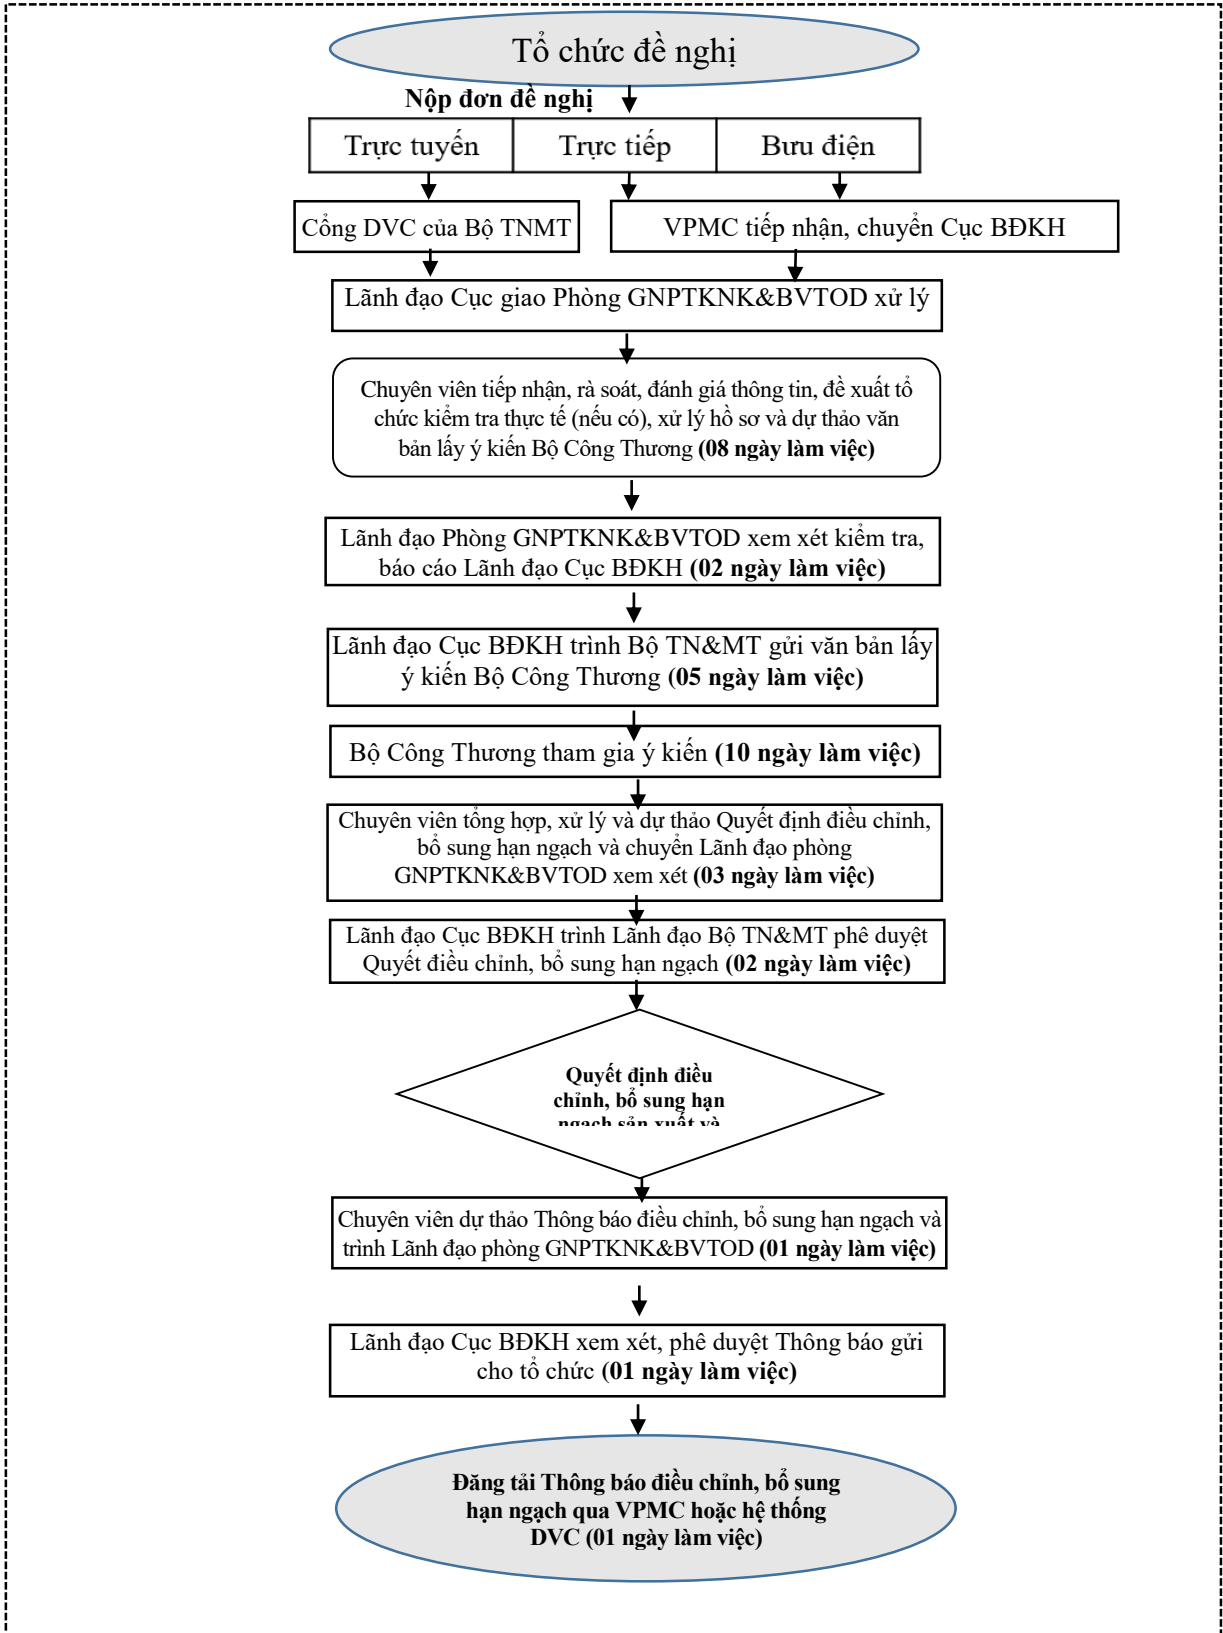 Tổ chức đề nghị
Nộp đơn đề nghị
Trực tuyến
Trực tiếp
Bưu điện
Cổng DVC của Bộ TNMT
VPMC tiếp nhận, chuyển Cục BĐKH
Lãnh đạo Cục giao Phòng GNPTKNK&BVTOD xử lý
Chuyên viên tiếp nhận, rà soát, đánh giá thông tin, đề xuất tổ
chức kiểm tra thực tế (nếu có), xử lý hồ sơ và dự thảo văn
bản lấy ý kiến Bộ Công Thương (08 ngày làm việc)
Lãnh đạo Phòng GNPTKNK&BVTOD xem xét kiểm tra,
báo cáo Lãnh đạo Cục BĐKH (02 ngày làm việc)
Lãnh đạo Cục BĐKH trình Bộ TN&MT gửi văn bản lấy
ý kiến Bộ Công Thương (05 ngày làm việc)
Bộ Công Thương tham gia ý kiến (10 ngày làm việc)
Chuyên viên tổng hợp, xử lý và dự thảo Quyết định điều chỉnh,
bổ sung hạn ngạch và chuyển Lãnh đạo phòng
GNPTKNK&BVTOD xem xét (03 ngày làm việc)
Lãnh đạo Cục BĐKH trình Lãnh đạo Bộ TN&MT phê duyệt
Quyết điều chỉnh, bổ sung hạn ngạch (02 ngày làm việc)
Quyết định điều
chỉnh, bổ sung hạn
ngạch sản xuất và
Chuyên viên dự thảo Thông báo điều chỉnh, bổ sung hạn ngạch và
trình Lãnh đạo phòng GNPTKNK&BVTOD (01 ngày làm việc)
Lãnh đạo Cục BĐKH xem xét, phê duyệt Thông báo gửi
cho tổ chức (01 ngày làm việc)
Đăng tải Thông báo điều chỉnh, bổ sung
hạn ngạch qua VPMC hoặc hệ thống
DVC (01 ngày làm việc)